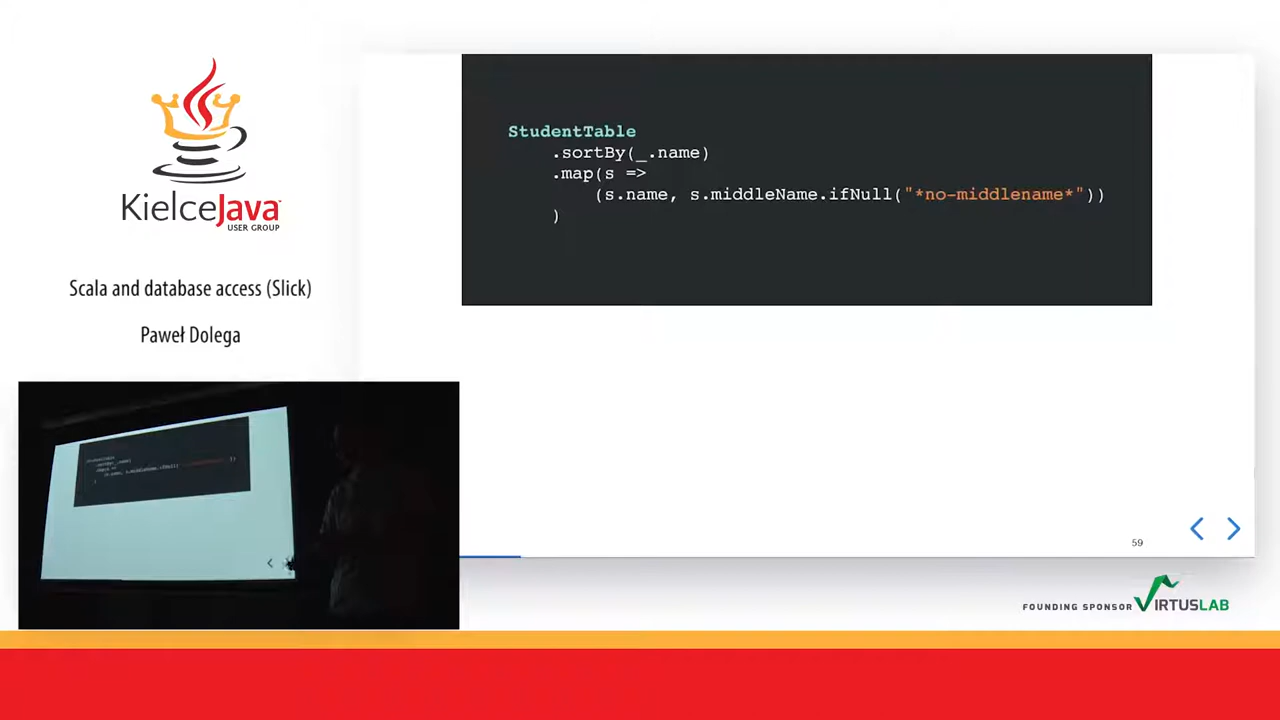 KielceJava
USER GROUP
Scala and database access (Slick)
Paweł Dolega
StudentTable
.sortBy(_.name)
.map(s =>
(s.name, s.middleName.ifNull("*no-middlename*"))
)
59
FOUNDING SPONSOR VIRTUSLAB